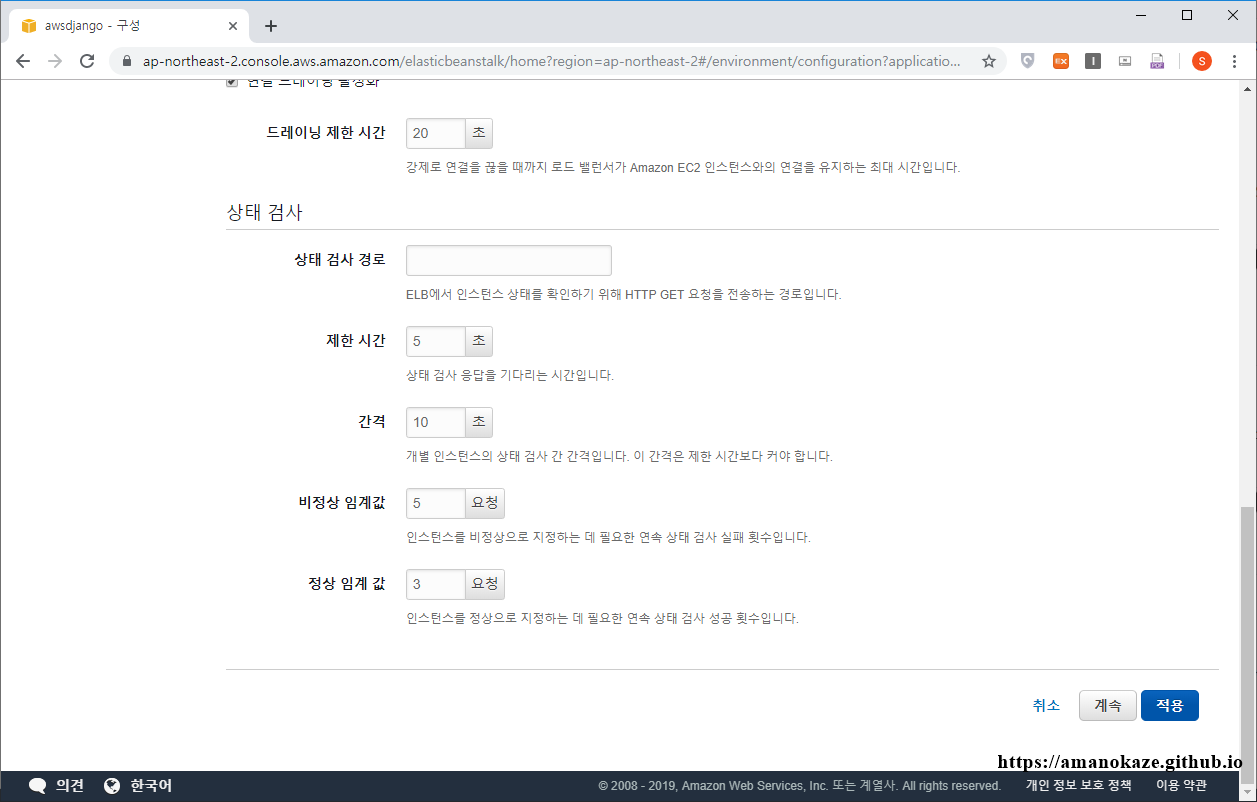 awsdjango - 구성
ap-northeast-2.console.aws.amazon.com/elasticbeanstalk/home?region=ap-northeast-2#/environment/configuration?applicatio...
EX
I
PDF
S
연결 드레이닝 활성화
드레이닝 제한 시간 20 초
강제로 연결을 끊을 때까지 로드 밸런서가 Amazon EC2 인스턴스와의 연결을 유지하는 최대 시간입니다.
상태 검사
상태 검사 경로
ELB에서 인스턴스 상태를 확인하기 위해 HTTP GET 요청을 전송하는 경로입니다.
제한 시간 5 초
상태 검사 응답을 기다리는 시간입니다.
간격 10 초
개별 인스턴스의 상태 검사 간 간격입니다. 이 간격은 제한 시간보다 커야 합니다.
비정상 임계값 5 요청
인스턴스를 비정상으로 지정하는 데 필요한 연속 상태 검사 실패 횟수입니다.
정상 임계 값 3 요청
인스턴스를 정상으로 지정하는 데 필요한 연속 상태 검사 성공 횟수입니다.
취소 계속 적용
https://amanokaze.github.io
의견 한국어 © 2008 - 2019, Amazon Web Services, Inc. 또는 계열사. All rights reserved. 개인 정보 보호 정책 이용 약관